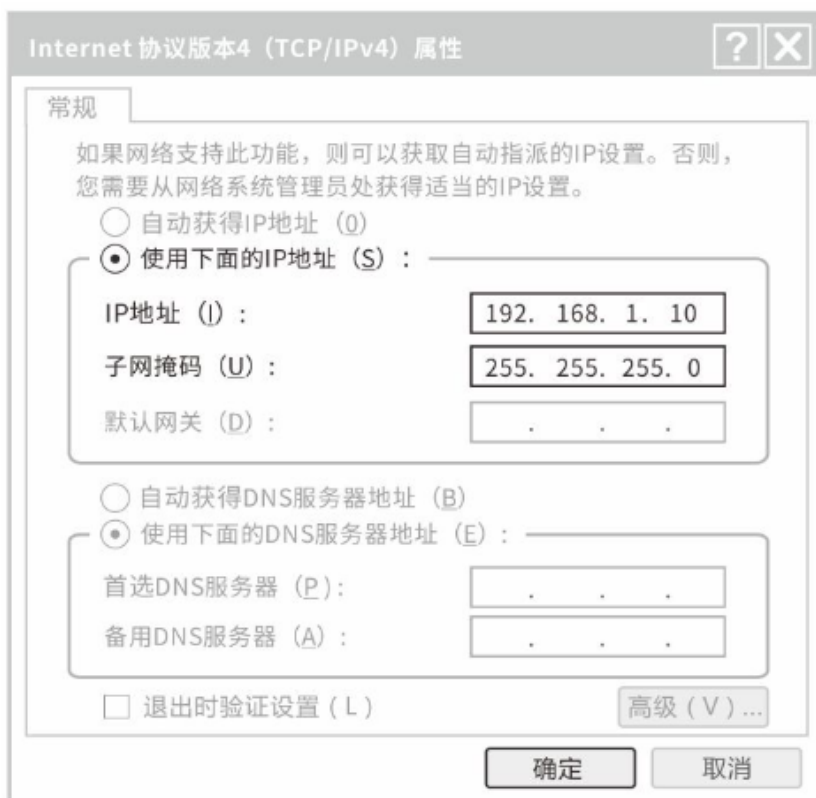 Internet 协议版本4（TCP/IPv4）属性
常规
如果网络支持此功能，则可以获取自动指派的IP设置。否则，
您需要从网络系统管理员处获得适当的IP设置。
自动获得IP地址（0）
使用下面的IP地址（S）：
IP地址（I）： 192. 168. 1. 10
子网掩码（U）： 255. 255. 255. 0
默认网关（D）： . . .
自动获得DNS服务器地址（B）
使用下面的DNS服务器地址（E）：
首选DNS服务器（P）： . . .
备用DNS服务器（A）： . . .
退出时验证设置（L） 高级（V）...
确定 取消